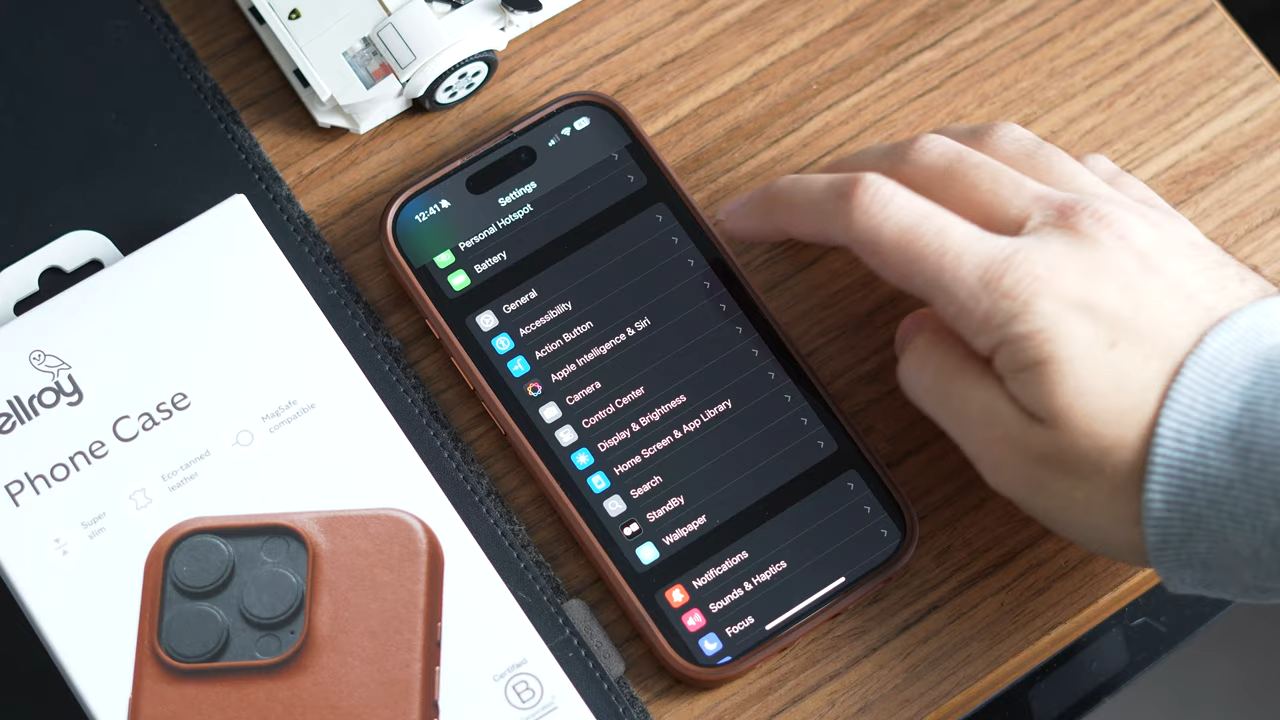 12:41
Settings
Personal Hotspot
Battery
General
Accessibility
Action Button
Apple Intelligence & Siri
Camera
Control Center
Display & Brightness
Home Screen & App Library
Search
StandBy
Wallpaper
Notifications
Sounds & Haptics
Focus
ellroy
Phone Case
Super
slim
Eco-tanned
leather
MagSafe
compatible
Certified
B